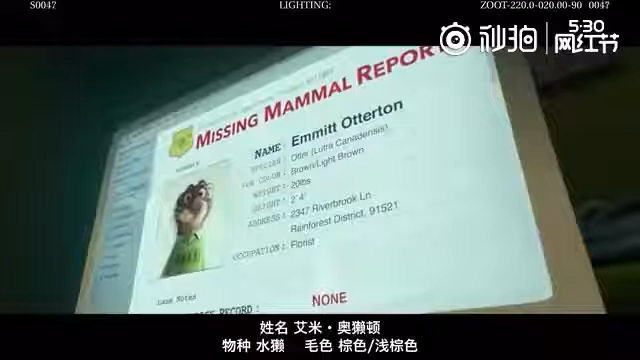 S0047
LIGHTING:
ZOOT-220.0-020.00-90 0047
秒拍
5:30
网红节
MISSING MAMMAL REPORT
NAME: Emmitt Otterton
SPECIES: Otter (Lutra Canadensis)
FUR COLOR: Brown/Light Brown
WEIGHT: 20lbs
HEIGHT: 2' 4"
ADDRESS: 2347 Riverbrook Ln
Rainforest District, 91521
OCCUPATION: Florist
Case Notes
RECORD: NONE
姓名 艾米·奥獭顿
物种 水獭 毛色 棕色/浅棕色